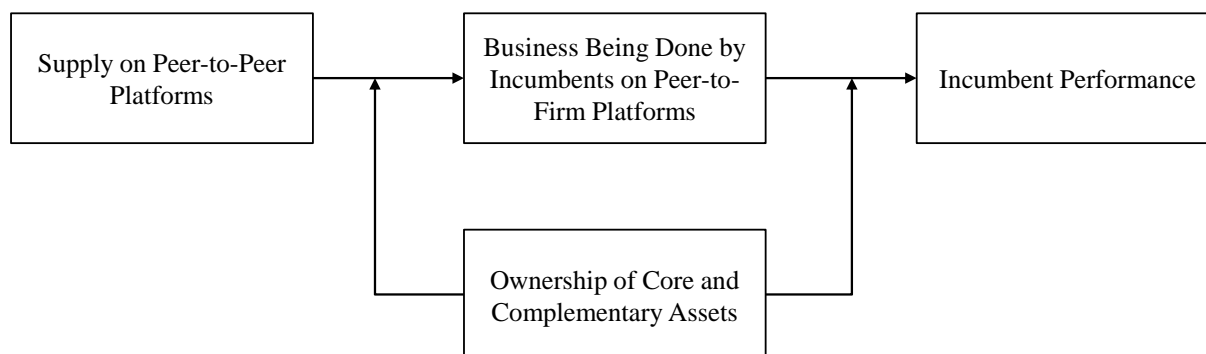 Supply on Peer-to-Peer
Platforms
Business Being Done by
Incumbents on Peer-to-
Firm Platforms
Incumbent Performance
Ownership of Core and
Complementary Assets